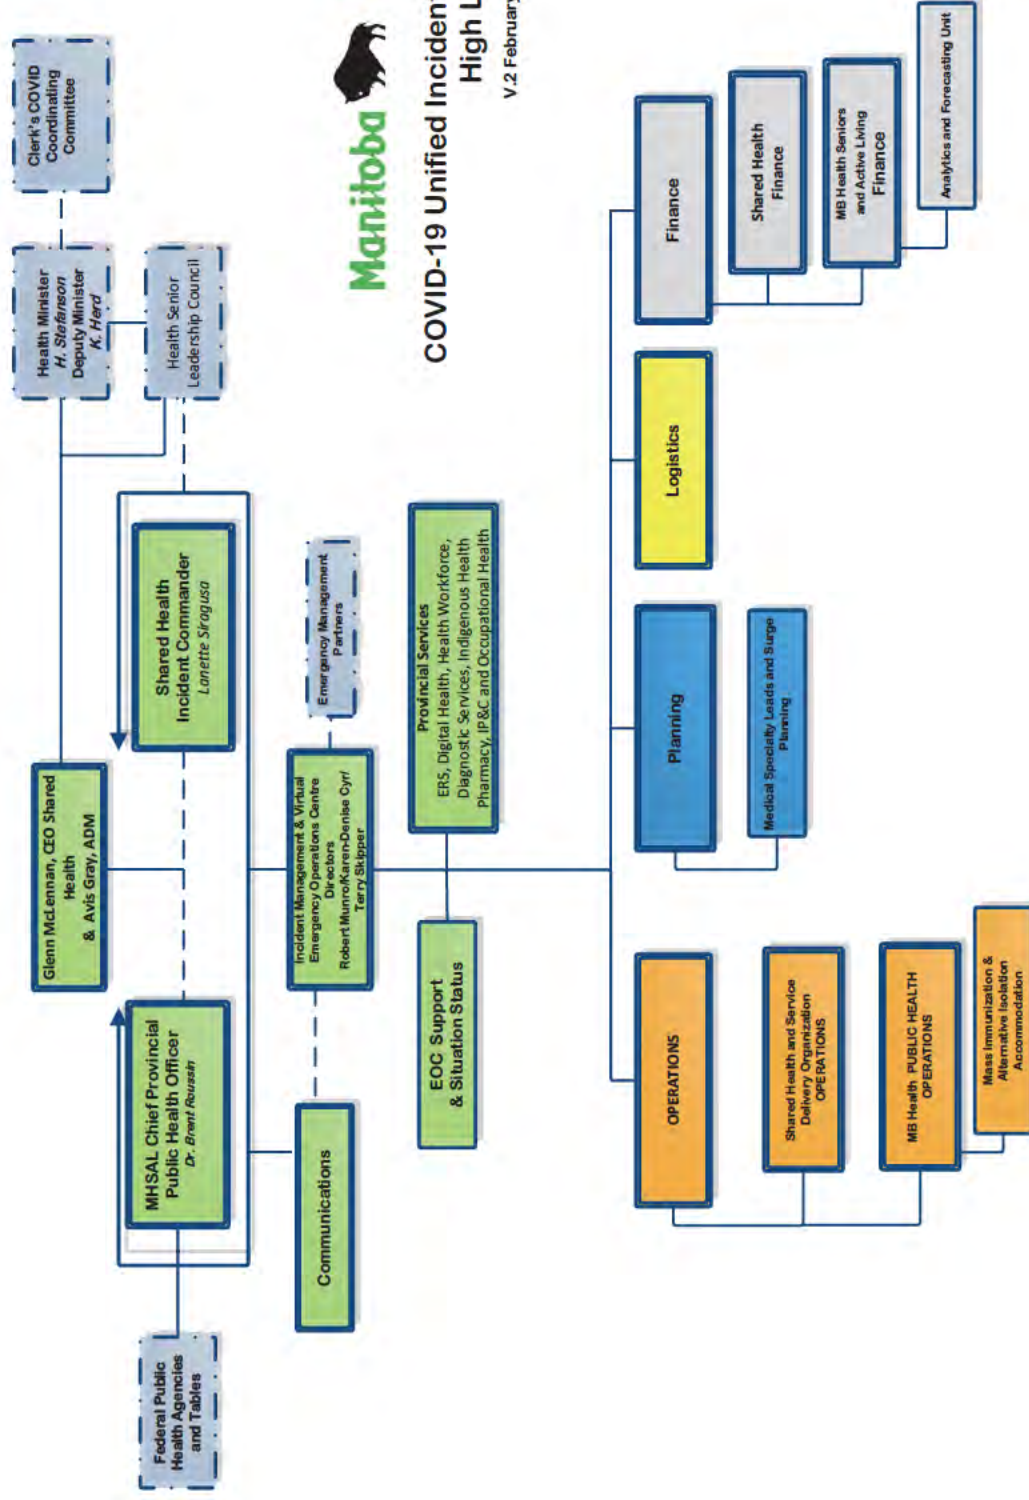 Clerk's COVID
Coordinating
Committee
Health Minister
H. Stefanson
Deputy Minister
K. Herd
Health Senior
Leadership Council
Manitoba
COVID-19 Unified Incident
High L
V.2 February
Glenn McLennan, CEO Shared
Health
& Avis Gray, ADM
Federal Public
Health Agencies
and Tables
MHSAL Chief Provincial
Public Health Officer
Dr. Brent Roussin
Shared Health
Incident Commander
Lanette Siragusa
Communications
Incident Management & Virtual
Emergency Operations Centre
Directors
Robert Munro/Karen-Denise Cyr/
Terry Skipper
Emergency Management
Partners
EOC Support
& Situation Status
Provincial Services
ERS, Digital Health, Health Workforce,
Diagnostic Services, Indigenous Health
Pharmacy, IP&C and Occupational Health
OPERATIONS
Shared Health and Service
Delivery Organization
OPERATIONS
MB Health PUBLIC HEALTH
OPERATIONS
Mass Immunization &
Alternative Isolation
Accommodation
Planning
Medical Specialty Leads and Surge
Planning
Logistics
Finance
Shared Health
Finance
MB Health Seniors
and Active Living
Finance
Analytics and Forecasting Unit